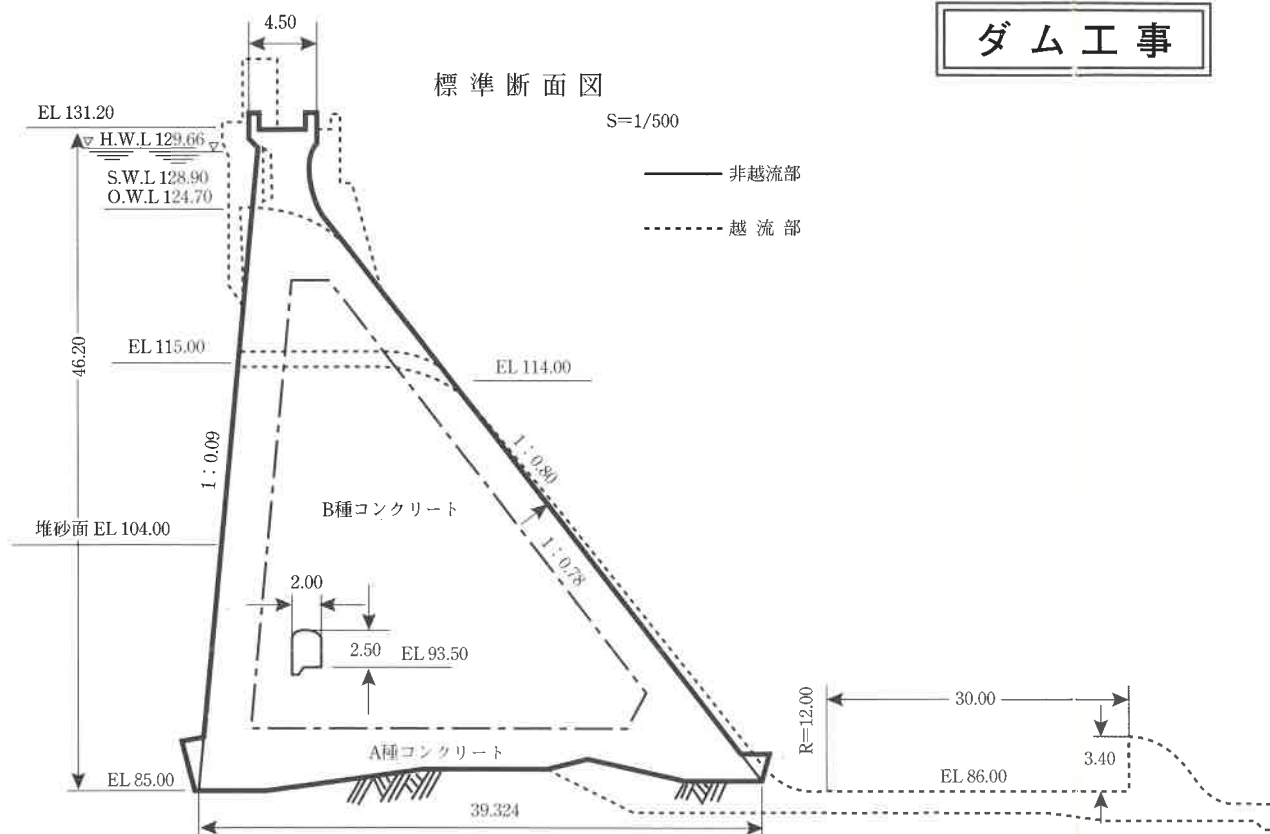 4.50
ダム工事
標準断面図
EL 131.20
S=1/500
H.W.L 129.66
非越流部
S.W.L 128.90
O.W.L 124.70
越流部
46.20
EL 115.00
EL 114.00
1:0.09
1:0.80
B種コンクリート
堆砂面 EL 104.00
1:0.78
2.00
2.50
EL 93.50
R=12.00
30.00
A種コンクリート
3.40
EL 85.00
EL 86.00
39.324